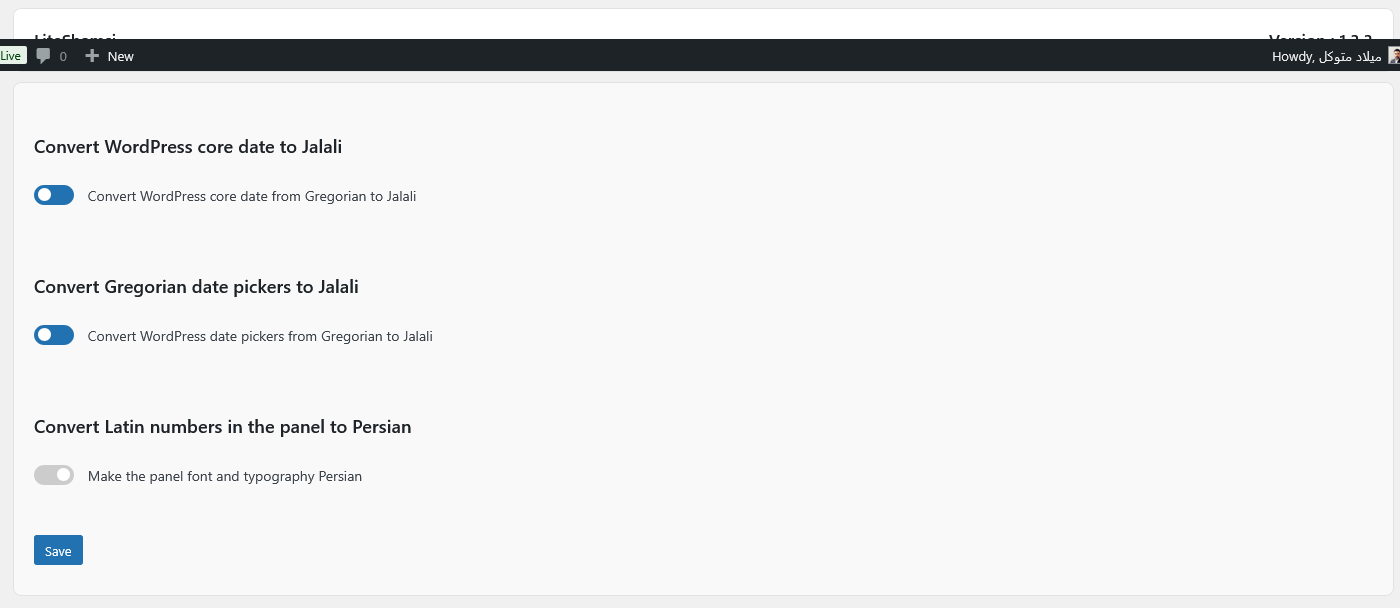 Live 0 New Howdy, میلاد متوکل
Convert WordPress core date to Jalali
Convert WordPress core date from Gregorian to Jalali
Convert Gregorian date pickers to Jalali
Convert WordPress date pickers from Gregorian to Jalali
Convert Latin numbers in the panel to Persian
Make the panel font and typography Persian
Save